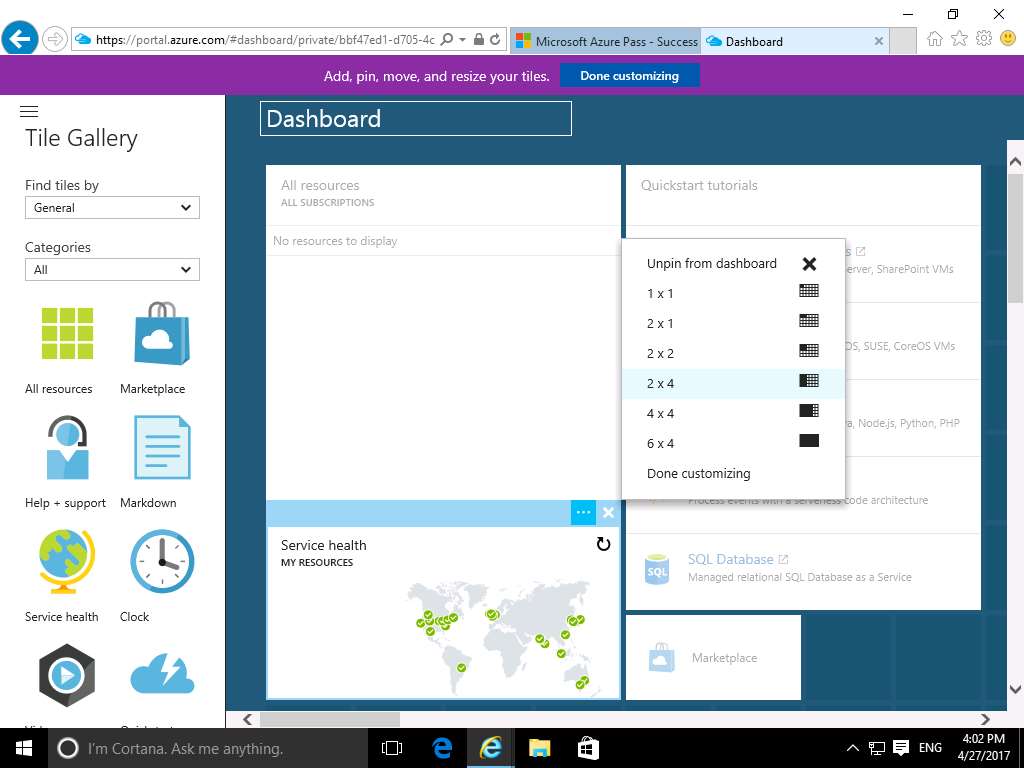 https://portal.azure.com/#dashboard/private/bbf47ed1-d705-4c
Microsoft Azure Pass - Success
Dashboard
Add, pin, move, and resize your tiles.
Done customizing
Tile Gallery
Dashboard
Find tiles by
General
Categories
All
All resources
Marketplace
Help + support
Markdown
Service health
Clock
All resources
ALL SUBSCRIPTIONS
No resources to display
Quickstart tutorials
Unpin from dashboard
1 x 1
2 x 1
2 x 2
2 x 4
4 x 4
6 x 4
Done customizing
SharePoint VMs
SUSE, CoreOS VMs
Node.js, Python, PHP
Process events with a serverless code architecture
SQL
SQL Database
Managed relational SQL Database as a Service
Service health
MY RESOURCES
Marketplace
I'm Cortana. Ask me anything.
ENG
4:02 PM
4/27/2017